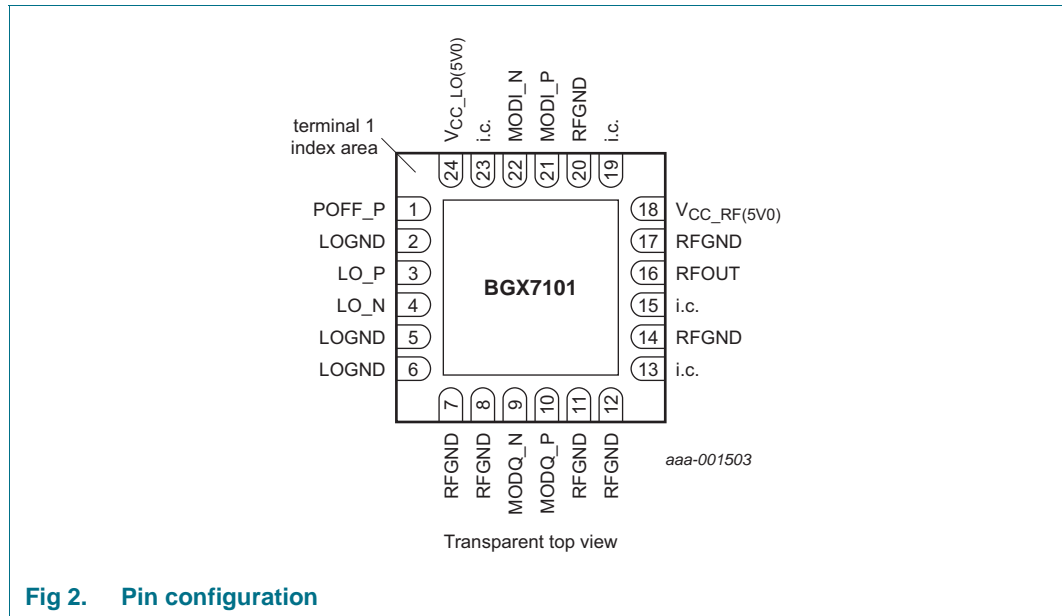 VCC_LO(5V0)
i.c.
MODI_N
MODI_P
RFGND
i.c.
terminal 1
index area
24
23
22
21
20
19
POFF_P 1
LOGND 2
LO_P 3
LO_N 4
LOGND 5
LOGND 6
BGX7101
18 VCC_RF(5V0)
17 RFGND
16 RFOUT
15 i.c.
14 RFGND
13 i.c.
7
8
9
10
11
12
RFGND
RFGND
MODQ_N
MODQ_P
RFGND
RFGND
aaa-001503
Transparent top view
Fig 2. Pin configuration